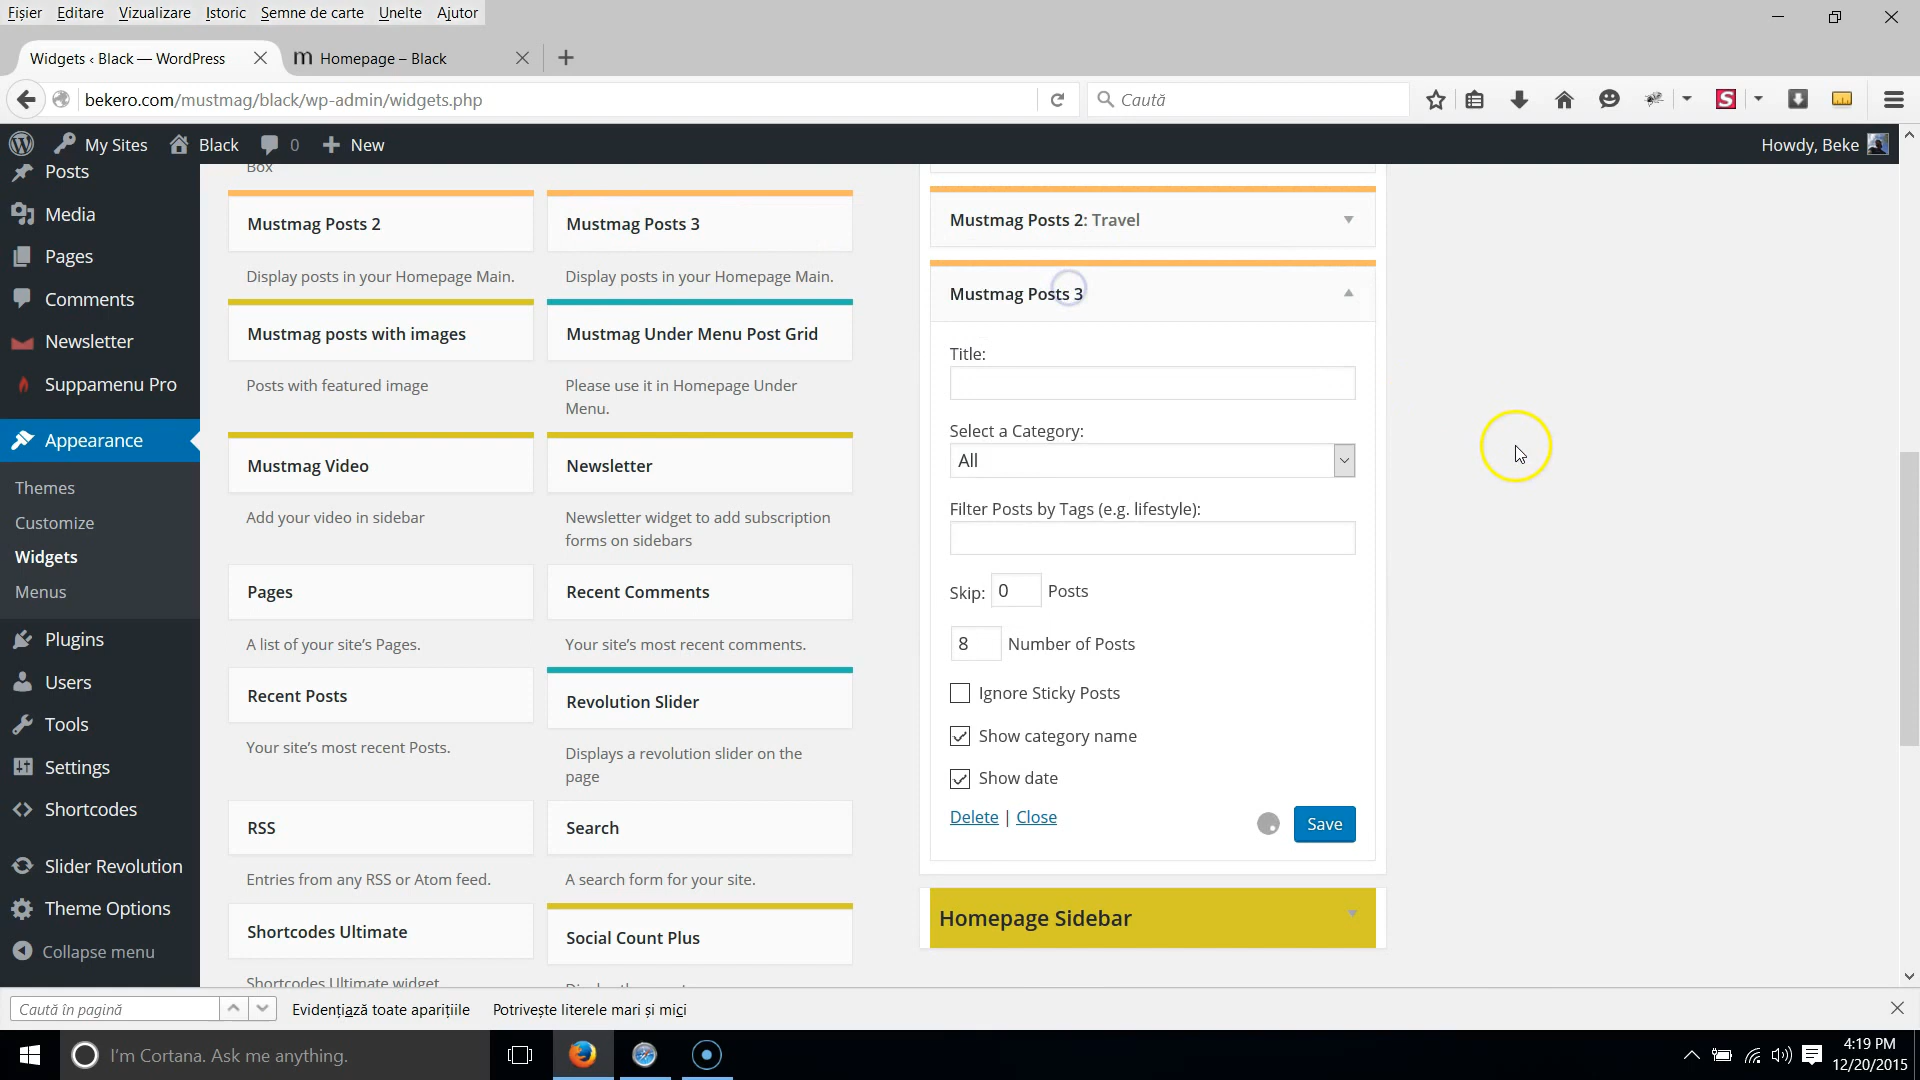 Fișier Editare Vizualizare Istoric Semne de carte Unelte Ajutor
Widgets ‹ Black — WordPress
Homepage – Black
bekero.com/mustmag/black/wp-admin/widgets.php
Caută
My Sites Black 0 New
Howdy, Beke
Posts
Media
Pages
Comments
Newsletter
Suppamenu Pro
Appearance
Themes
Customize
Widgets
Menus
Plugins
Users
Tools
Settings
Shortcodes
Slider Revolution
Theme Options
Collapse menu
Box
Mustmag Posts 2
Display posts in your Homepage Main.
Mustmag Posts 3
Display posts in your Homepage Main.
Mustmag posts with images
Posts with featured image
Mustmag Under Menu Post Grid
Please use it in Homepage Under
Menu.
Mustmag Video
Add your video in sidebar
Newsletter
Newsletter widget to add subscription
forms on sidebars
Pages
A list of your site's Pages.
Recent Comments
Your site's most recent comments.
Recent Posts
Your site's most recent Posts.
Revolution Slider
Displays a revolution slider on the
page
RSS
Entries from any RSS or Atom feed.
Search
A search form for your site.
Shortcodes Ultimate
Shortcodes Ultimate widget
Social Count Plus
Mustmag Posts 2: Travel
Mustmag Posts 3
Title:
Select a Category:
All
Filter Posts by Tags (e.g. lifestyle):
Skip: 0 Posts
8 Number of Posts
Ignore Sticky Posts
Show category name
Show date
Delete | Close
Save
Homepage Sidebar
Caută în pagină
Evidențiază toate aparițiile
Potrivește literele mari și mici
I'm Cortana. Ask me anything.
4:19 PM
12/20/2015